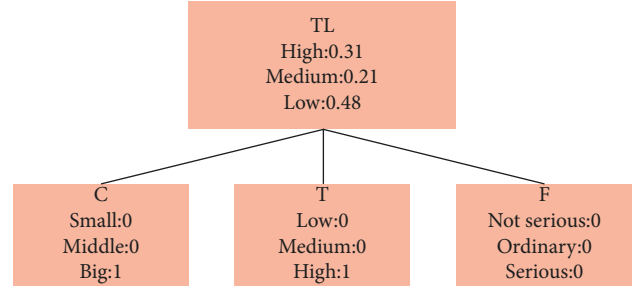 TL
High:0.31
Medium:0.21
Low:0.48
C
Small:0
Middle:0
Big:1
T
Low:0
Medium:0
High:1
F
Not serious:0
Ordinary:0
Serious:0